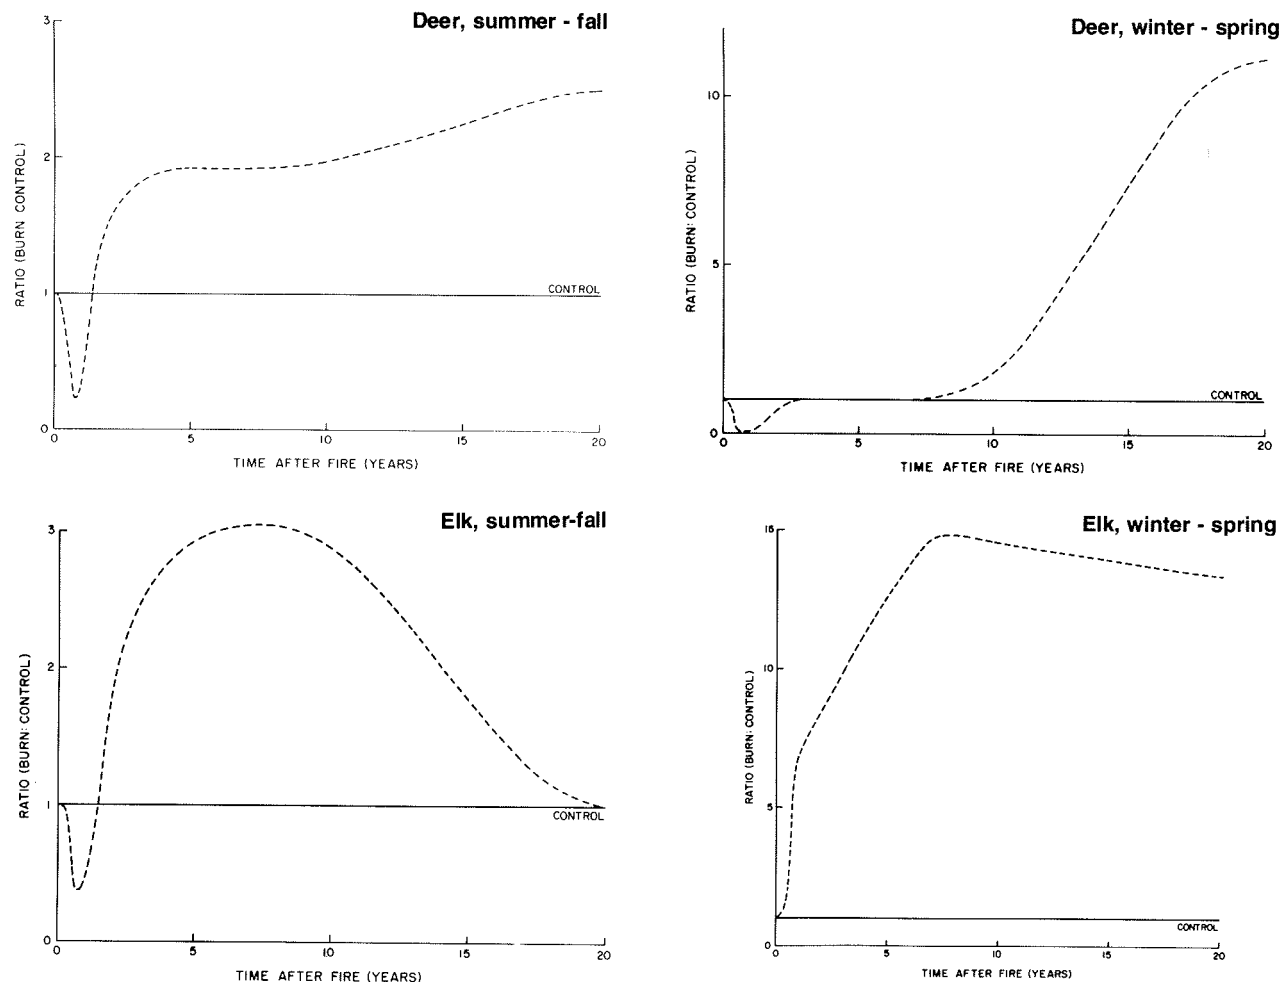 Deer, summer - fall
3
2
1
0
RATIO (BURN CONTROL)
CONTROL
0 5 10 15 20
TIME AFTER FIRE (YEARS)
Deer, winter - spring
10
5
0
RATIO (BURN: CONTROL)
CONTROL
0 5 10 15 20
TIME AFTER FIRE (YEARS)
Elk, summer-fall
3
2
1
0
RATIO (BURN: CONTROL)
CONTROL
0 5 10 15 20
TIME AFTER FIRE (YEARS)
Elk, winter - spring
15
10
5
0
RATIO (BURN: CONTROL)
CONTROL
0 5 10 15 20
TIME AFTER FIRE (YEARS)